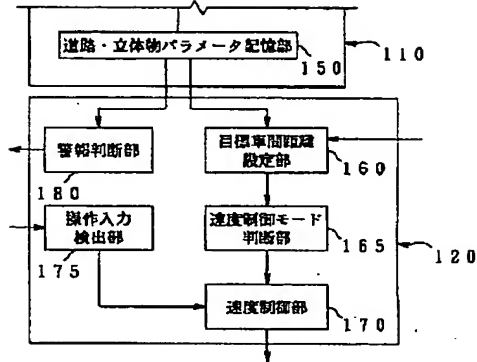 道路・立体物パラメータ記憶部
150
110
警報判断部
180
目標車間距離
設定部
160
操作入力
検出部
175
速度制御モード
判断部
165
120
速度制御部
170